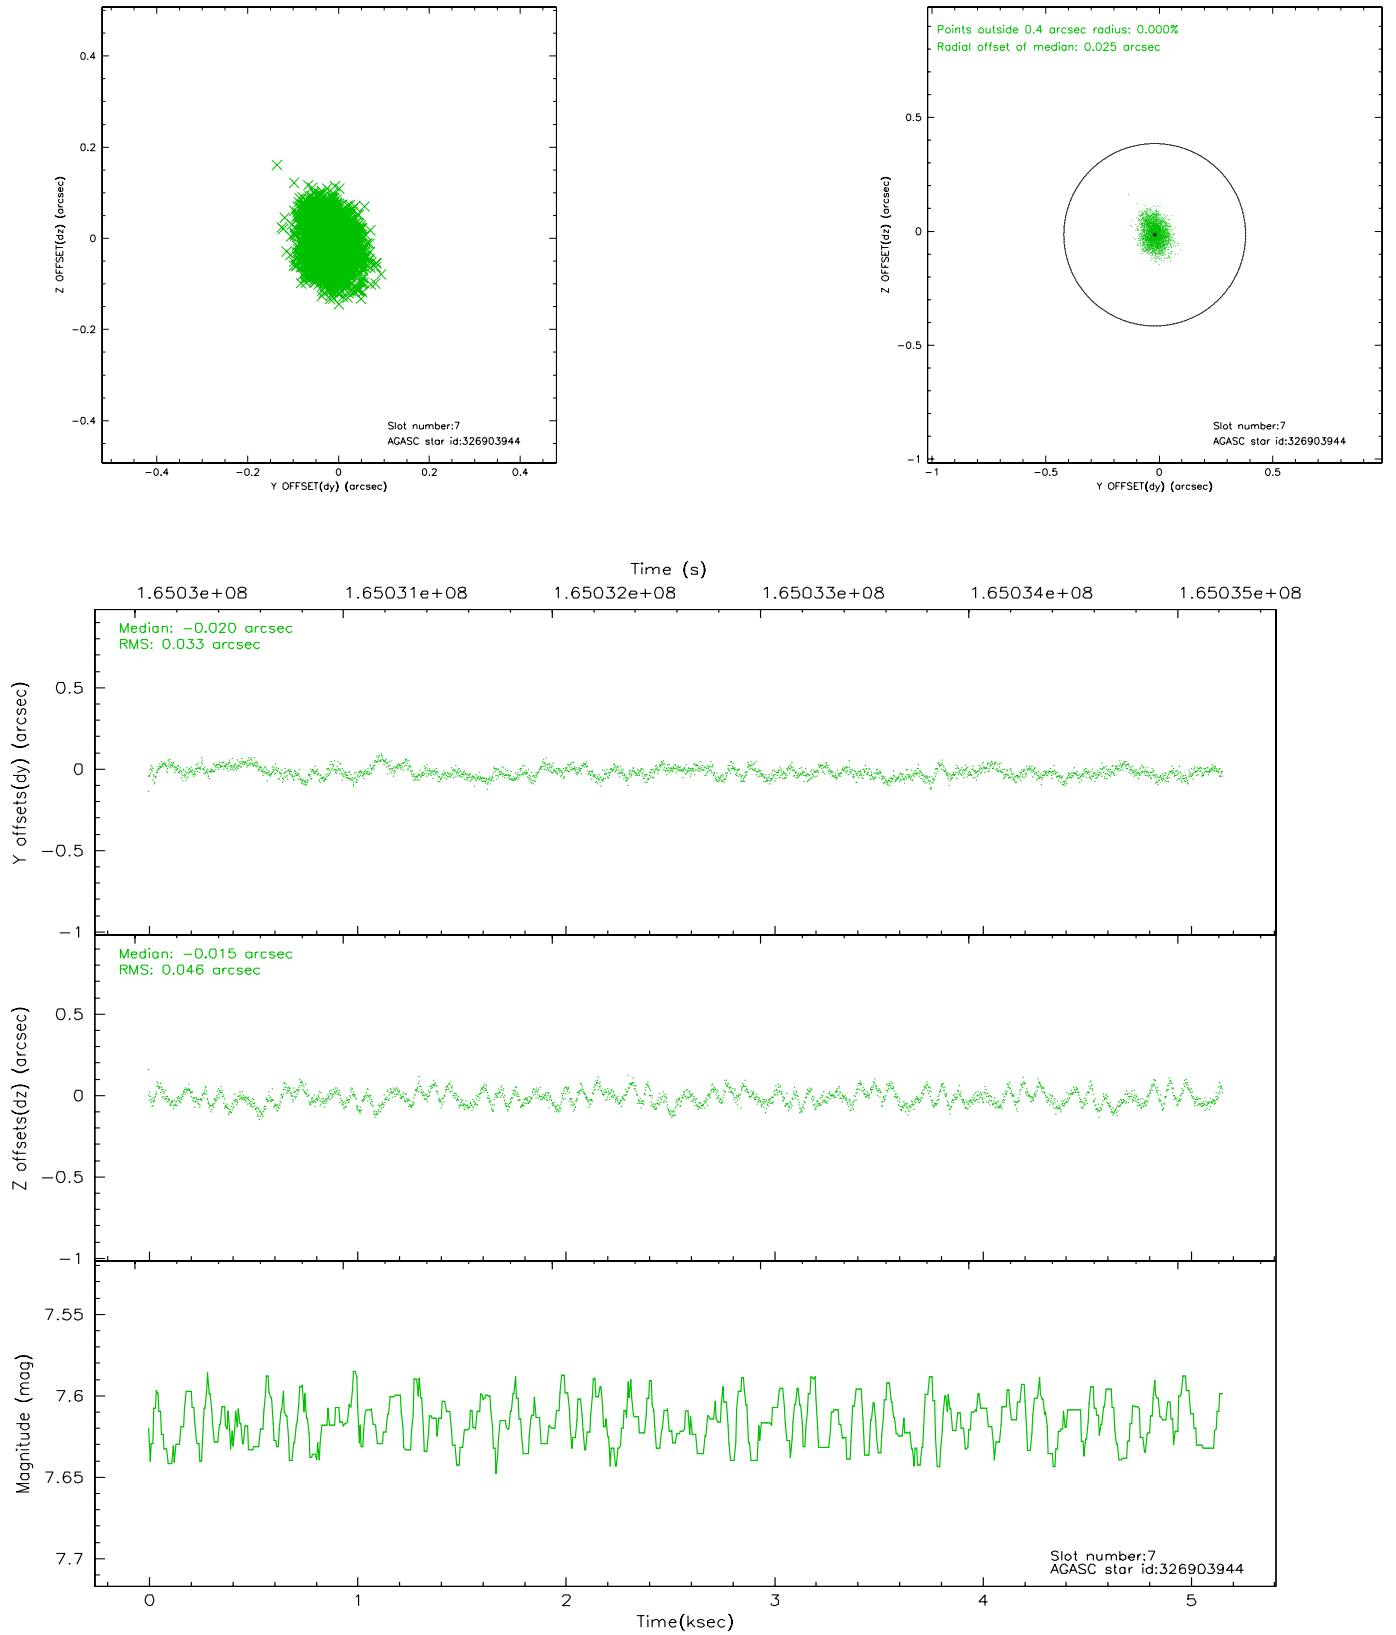 0.4
0.2
0
−0.2
−0.4
Z OFFSET(dz) (arcsec)
Slot number:7
AGASC star id:326903944
−0.4 −0.2 0 0.2 0.4
Y OFFSET(dy) (arcsec)
Points outside 0.4 arcsec radius: 0.000%
Radial offset of median: 0.025 arcsec
0.5
0
−0.5
−1
Z OFFSET(dz) (arcsec)
Slot number:7
AGASC star id:326903944
−1 −0.5 0 0.5
Y OFFSET(dy) (arcsec)
Time (s)
1.6503e+08 1.65031e+08 1.65032e+08 1.65033e+08 1.65034e+08 1.65035e+08
Median: −0.020 arcsec
RMS: 0.033 arcsec
0.5
0
−0.5
−1
Y offsets(dy) (arcsec)
Median: −0.015 arcsec
RMS: 0.046 arcsec
0.5
0
−0.5
−1
Z offsets(dz) (arcsec)
7.55
7.6
7.65
7.7
Magnitude (mag)
Slot number:7
AGASC star id:326903944
0 1 2 3 4 5
Time(ksec)